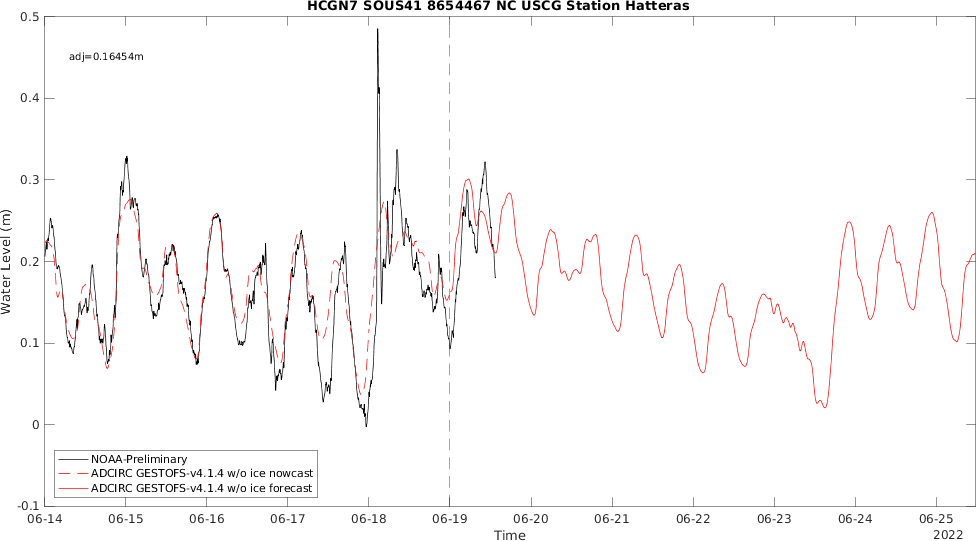 HCGN7 SOUS41 8654467 NC USCG Station Hatteras
0.5
adj=0.16454m
0.4
0.3
0.2
0.1
0
-0.1
Water Level (m)
NOAA-Preliminary
ADCIRC GESTOFS-v4.1.4 w/o ice nowcast
ADCIRC GESTOFS-v4.1.4 w/o ice forecast
06-14 06-15 06-16 06-17 06-18 06-19 06-20 06-21 06-22 06-23 06-24 06-25
Time
2022